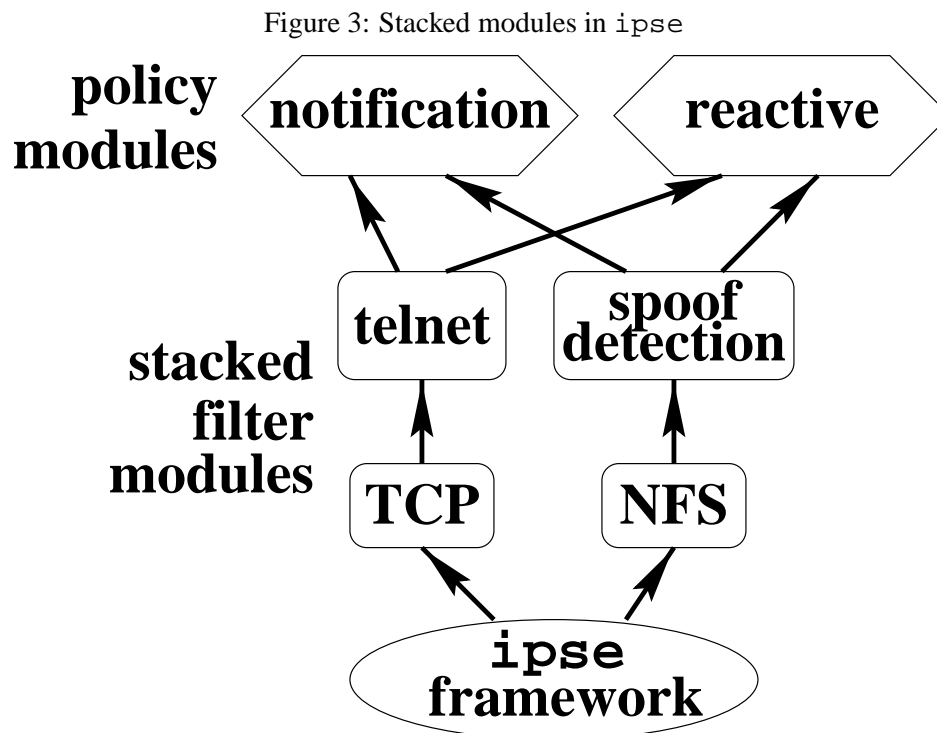 Figure 3: Stacked modules in ipse
policy
modules
notification
reactive
telnet
spoof
detection
stacked
filter
modules
TCP
NFS
ipse
framework